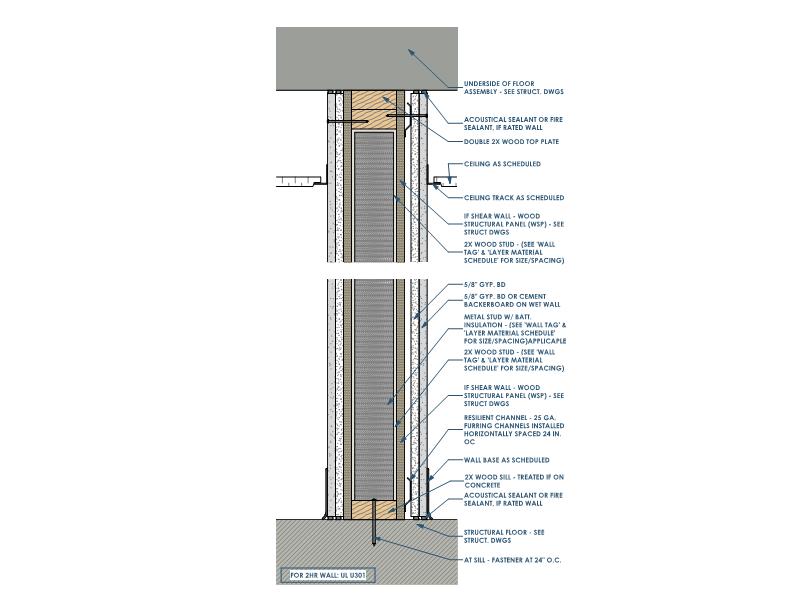 UNDERSIDE OF FLOOR
ASSEMBLY - SEE STRUCT. DWGS
ACOUSTICAL SEALANT OR FIRE
SEALANT, IF RATED WALL
DOUBLE 2X WOOD TOP PLATE
CEILING AS SCHEDULED
CEILING TRACK AS SCHEDULED
IF SHEAR WALL - WOOD
STRUCTURAL PANEL (WSP) - SEE
STRUCT DWGS
2X WOOD STUD - (SEE 'WALL
TAG' & 'LAYER MATERIAL
SCHEDULE' FOR SIZE/SPACING)
5/8" GYP. BD
5/8" GYP. BD OR CEMENT
BACKERBOARD ON WET WALL
METAL STUD W/ BATT.
INSULATION - (SEE 'WALL TAG' &
'LAYER MATERIAL SCHEDULE'
FOR SIZE/SPACING)APPLICAPLE
2X WOOD STUD - (SEE 'WALL
TAG' & 'LAYER MATERIAL
SCHEDULE' FOR SIZE/SPACING)
IF SHEAR WALL - WOOD
STRUCTURAL PANEL (WSP) - SEE
STRUCT DWGS
RESILIENT CHANNEL - 25 GA.
FURRING CHANNELS INSTALLED
HORIZONTALLY SPACED 24 IN.
OC
WALL BASE AS SCHEDULED
2X WOOD SILL - TREATED IF ON
CONCRETE
ACOUSTICAL SEALANT OR FIRE
SEALANT, IF RATED WALL
STRUCTURAL FLOOR - SEE
STRUCT. DWGS
AT SILL - FASTENER AT 24" O.C.
FOR 2HR WALL: UL U301